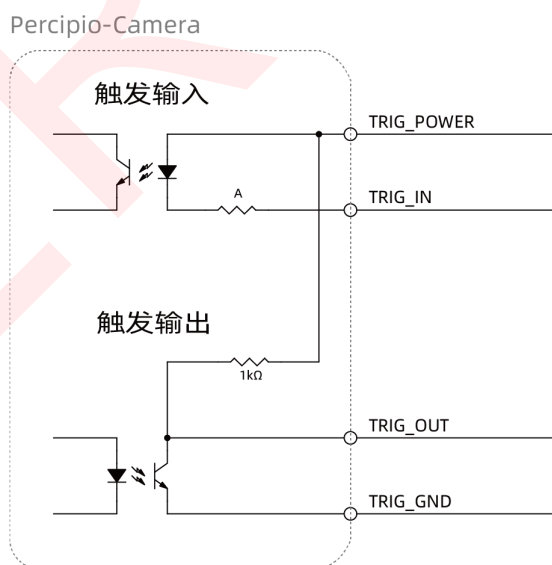 Percipio-Camera
触发输入
TRIG_POWER
A
TRIG_IN
触发输出
1kΩ
TRIG_OUT
TRIG_GND